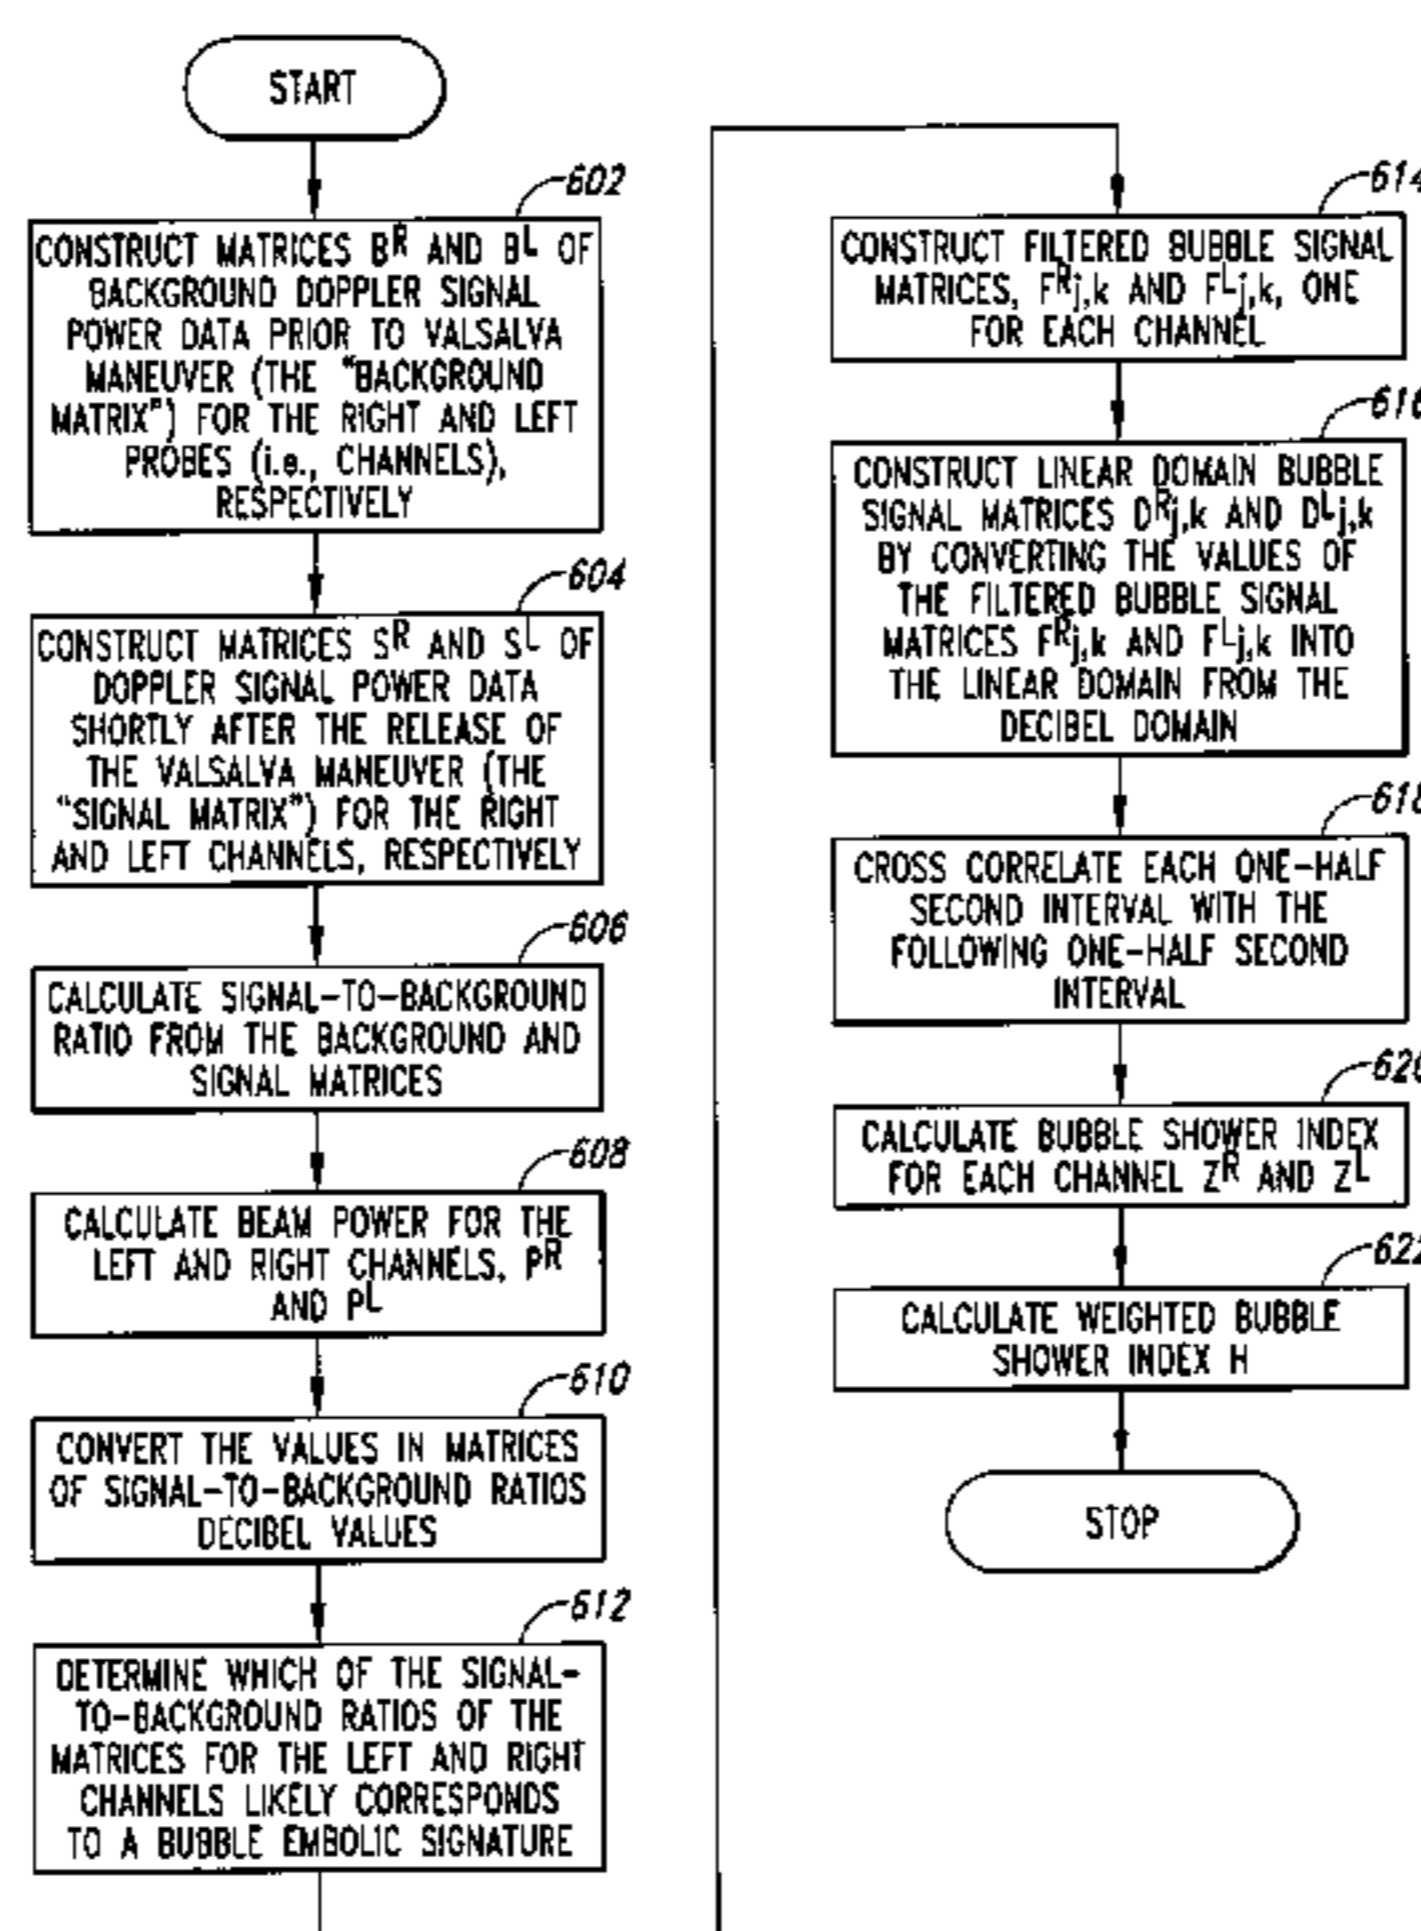 START
602
CONSTRUCT MATRICES B^R AND B^L OF
BACKGROUND DOPPLER SIGNAL
POWER DATA PRIOR TO VALSALVA
MANEUVER (THE "BACKGROUND
MATRIX") FOR THE RIGHT AND LEFT
PROBES (i.e., CHANNELS),
RESPECTIVELY
604
CONSTRUCT MATRICES S^R AND S^L OF
DOPPLER SIGNAL POWER DATA
SHORTLY AFTER THE RELEASE OF
THE VALSALVA MANEUVER (THE
"SIGNAL MATRIX") FOR THE RIGHT
AND LEFT CHANNELS, RESPECTIVELY
606
CALCULATE SIGNAL-TO-BACKGROUND
RATIO FROM THE BACKGROUND AND
SIGNAL MATRICES
608
CALCULATE BEAM POWER FOR THE
LEFT AND RIGHT CHANNELS, P^R
AND P^L
610
CONVERT THE VALUES IN MATRICES
OF SIGNAL-TO-BACKGROUND RATIOS
DECIBEL VALUES
612
DETERMINE WHICH OF THE SIGNAL-
TO-BACKGROUND RATIOS OF THE
MATRICES FOR THE LEFT AND RIGHT
CHANNELS LIKELY CORRESPONDS
TO A BUBBLE EMBOLIC SIGNATURE
614
CONSTRUCT FILTERED BUBBLE SIGNAL
MATRICES, F^Rj,k AND F^Lj,k, ONE
FOR EACH CHANNEL
616
CONSTRUCT LINEAR DOMAIN BUBBLE
SIGNAL MATRICES D^Rj,k AND D^Lj,k
BY CONVERTING THE VALUES OF
THE FILTERED BUBBLE SIGNAL
MATRICES F^Rj,k AND F^Lj,k INTO
THE LINEAR DOMAIN FROM THE
DECIBEL DOMAIN
618
CROSS CORRELATE EACH ONE-HALF
SECOND INTERVAL WITH THE
FOLLOWING ONE-HALF SECOND
INTERVAL
620
CALCULATE BUBBLE SHOWER INDEX
FOR EACH CHANNEL Z^R AND Z^L
622
CALCULATE WEIGHTED BUBBLE
SHOWER INDEX H
STOP